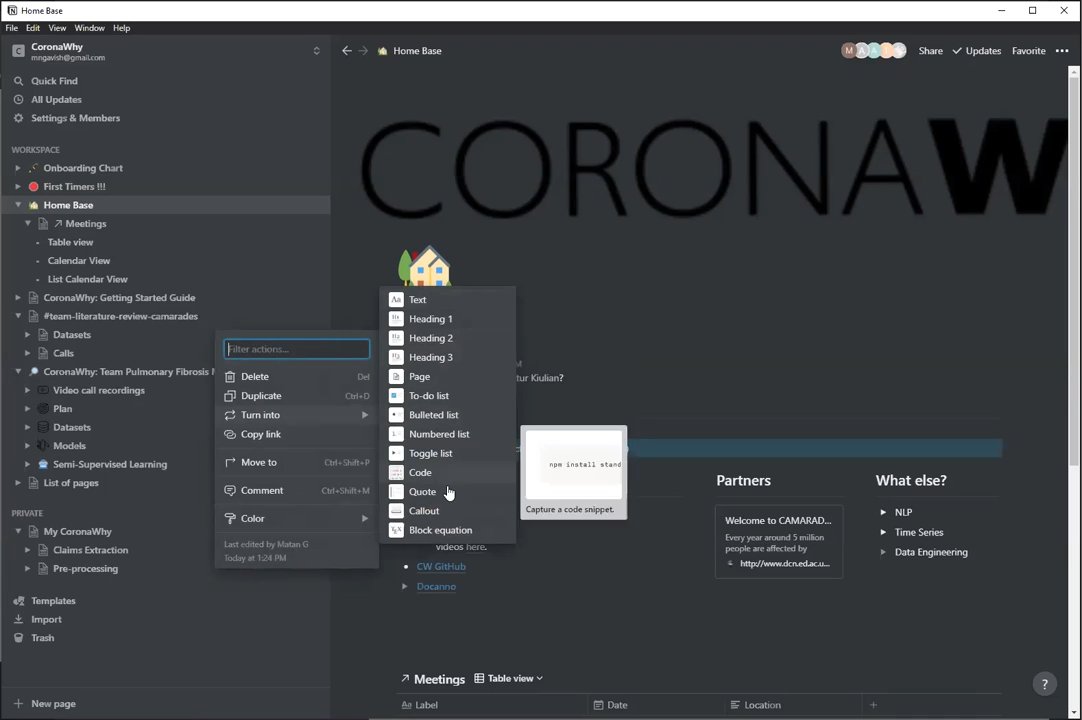 Home Base
File Edit View Window Help
C CoronaWhy
mngavish@gmail.com
Home Base
M
Share Updates Favorite
Quick Find
All Updates
Settings & Members
WORKSPACE
Onboarding Chart
First Timers !!!
Home Base
Meetings
Table view
Calendar View
List Calendar View
CoronaWhy: Getting Started Guide
#team-literature-review-camarades
Datasets
Calls
CoronaWhy: Team Pulmonary Fibrosis
Video call recordings
Plan
Datasets
Models
Semi-Supervised Learning
List of pages
PRIVATE
My CoronaWhy
Claims Extraction
Pre-processing
Templates
Import
Trash
New page
CORONAW
Filter actions...
Delete Del
Duplicate Ctrl+D
Turn into
Copy link
Move to Ctrl+Shift+P
Comment Ctrl+Shift+M
Color
Last edited by Matan G
Today at 1:24 PM
Aa Text
H1 Heading 1
H2 Heading 2
H3 Heading 3
Page
To-do list
Bulleted list
1. Numbered list
Toggle list
Code
Quote
Callout
TEX Block equation
M
tur Kiulian?
npm install stand
Capture a code snippet.
videos here.
CW GitHub
Docanno
Partners
Welcome to CAMARAD...
Every year around 5 million
people are affected by
http://www.dcn.ed.ac.u...
What else?
NLP
Time Series
Data Engineering
Meetings Table view
Aa Label Date Location +
?